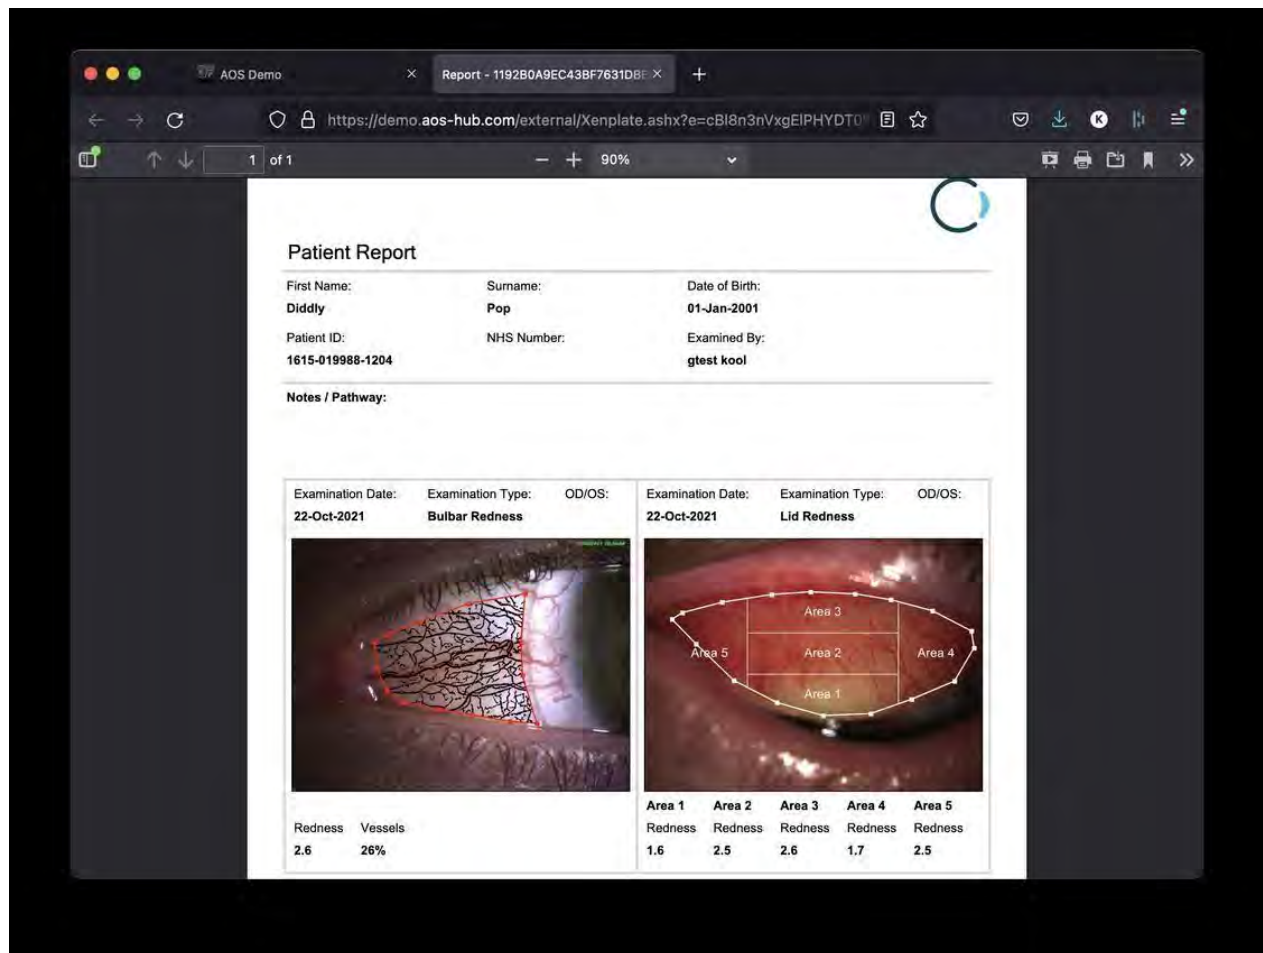 AOS Demo
Report - 1192B0A9EC43BF7631DB
https://demo.aos-hub.com/external/Xenplate.ashx?e=cBl8n3nVxgElPHYDT0
K
1 of 1
90%
Patient Report
First Name: Surname: Date of Birth:
Diddly Pop 01-Jan-2001
Patient ID: NHS Number: Examined By:
1615-019988-1204 gtest kool
Notes / Pathway:
Examination Date: Examination Type: OD/OS:
22-Oct-2021 Bulbar Redness
Examination Date: Examination Type: OD/OS:
22-Oct-2021 Lid Redness
Area 3
Area 5 Area 2 Area 4
Area 1
Redness Vessels
2.6 26%
Area 1 Area 2 Area 3 Area 4 Area 5
Redness Redness Redness Redness Redness
1.6 2.5 2.6 1.7 2.5